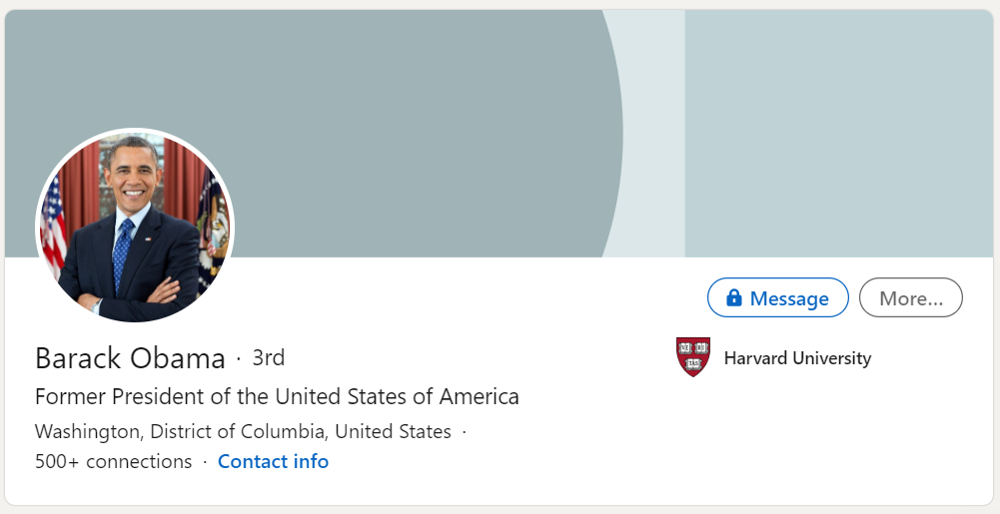 Message
More...
Barack Obama · 3rd
Harvard University
Former President of the United States of America
Washington, District of Columbia, United States ·
500+ connections · Contact info